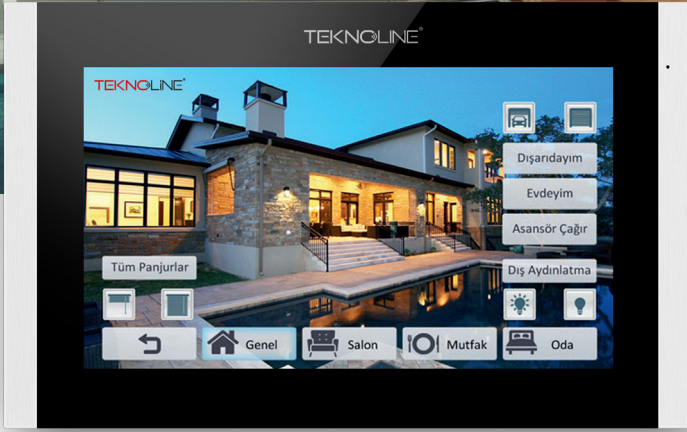 TEKNOLINE®
TEKNOLINE®
Dışarıdayım
Evdeyim
Asansör Çağır
Tüm Panjurlar
Dış Aydınlatma
Genel
Salon
Mutfak
Oda